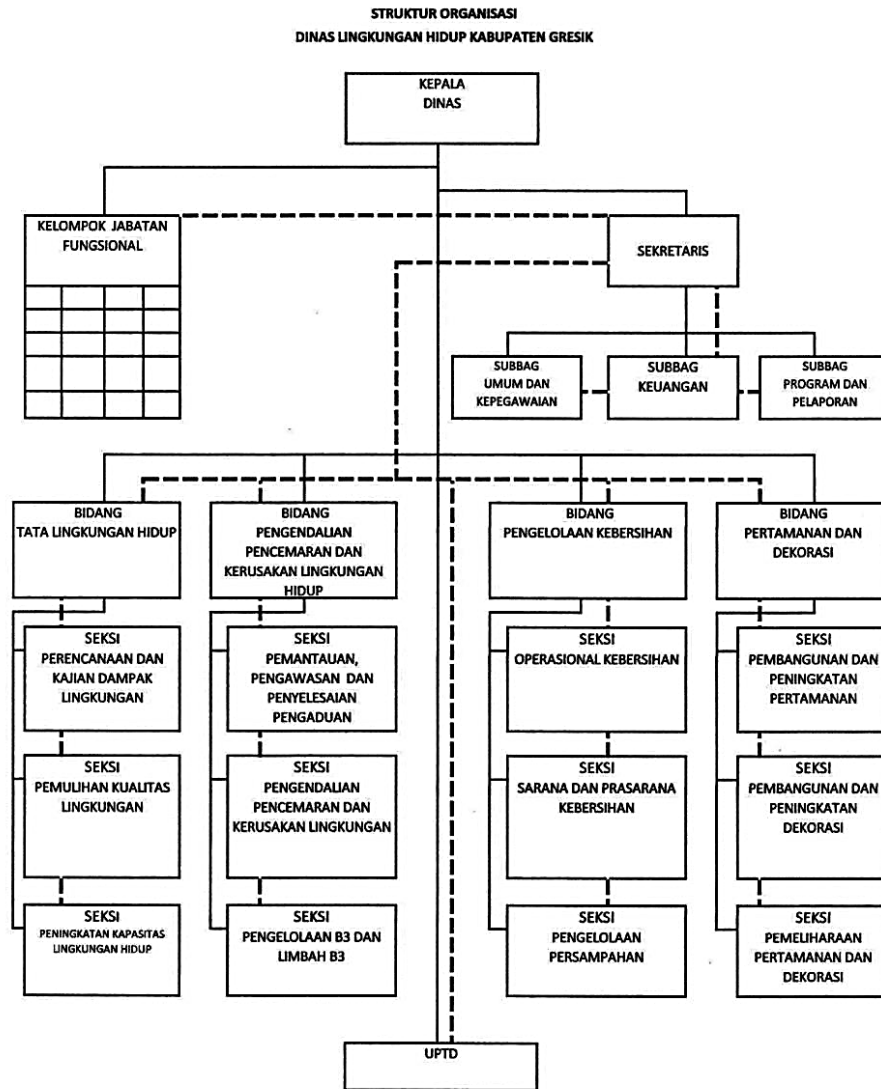 STRUKTUR ORGANISASI
DINAS LINGKUNGAN HIDUP KABUPATEN GRESIK
KEPALA
DINAS
KELOMPOK JABATAN
FUNGSIONAL
SEKRETARIS
SUBBAG
UMUM DAN
KEPEGAWAIAN
SUBBAG
KEUANGAN
SUBBAG
PROGRAM DAN
PELAPORAN
BIDANG
TATA LINGKUNGAN HIDUP
BIDANG
PENGENDALIAN
PENCEMARAN DAN
KERUSAKAN LINGKUNGAN
HIDUP
BIDANG
PENGELOLAAN KEBERSIHAN
BIDANG
PERTAMANAN DAN
DEKORASI
SEKSI
PERENCANAAN DAN
KAJIAN DAMPAK
LINGKUNGAN
SEKSI
PEMANTAUAN,
PENGAWASAN DAN
PENYELESAIAN
PENGADUAN
SEKSI
OPERASIONAL KEBERSIHAN
SEKSI
PEMBANGUNAN DAN
PENINGKATAN
PERTAMANAN
SEKSI
PEMULIHAN KUALITAS
LINGKUNGAN
SEKSI
PENGENDALIAN
PENCEMARAN DAN
KERUSAKAN LINGKUNGAN
SEKSI
SARANA DAN PRASARANA
KEBERSIHAN
SEKSI
PEMBANGUNAN DAN
PENINGKATAN
DEKORASI
SEKSI
PENINGKATAN KAPASITAS
LINGKUNGAN HIDUP
SEKSI
PENGELOLAAN B3 DAN
LIMBAH B3
SEKSI
PENGELOLAAN
PERSAMPAHAN
SEKSI
PEMELIHARAAN
PERTAMANAN DAN
DEKORASI
UPTD